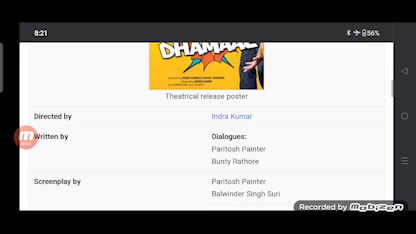 8:21
56%
DHAMAAL
Theatrical release poster
Directed by Indra Kumar
Written by Dialogues:
Paritosh Painter
Bunty Rathore
Screenplay by Paritosh Painter
Balwinder Singh Suri
Recorded by Mobizen